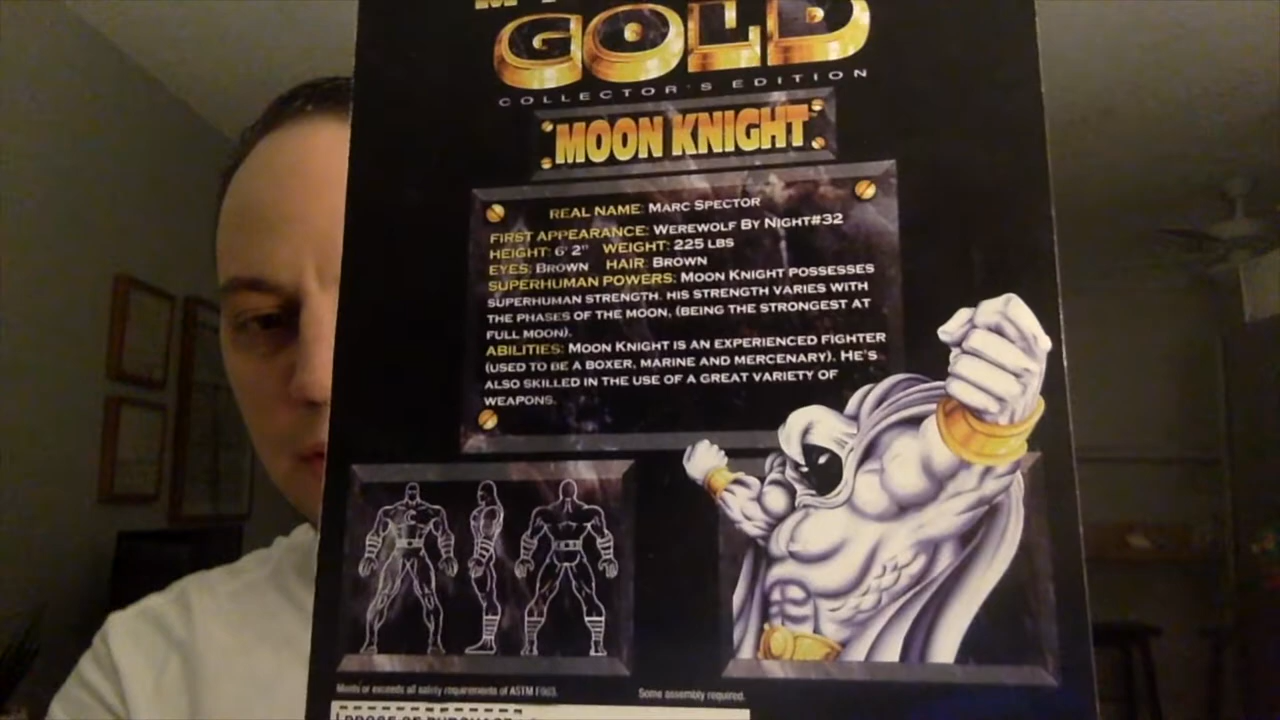 GOLD
COLLECTOR'S EDITION
MOON KNIGHT
REAL NAME: MARC SPECTOR
FIRST APPEARANCE: WEREWOLF BY NIGHT#32
HEIGHT: 6' 2" WEIGHT: 225 LBS
EYES: BROWN HAIR: BROWN
SUPERHUMAN POWERS: MOON KNIGHT POSSESSES
SUPERHUMAN STRENGTH. HIS STRENGTH VARIES WITH
THE PHASES OF THE MOON, (BEING THE STRONGEST AT
FULL MOON).
ABILITIES: MOON KNIGHT IS AN EXPERIENCED FIGHTER
(USED TO BE A BOXER, MARINE AND MERCENARY). HE'S
ALSO SKILLED IN THE USE OF A GREAT VARIETY OF
WEAPONS.
Meets or exceeds all safety requirements of ASTM F963.
Some assembly required.
PROOF OF PURCHASE